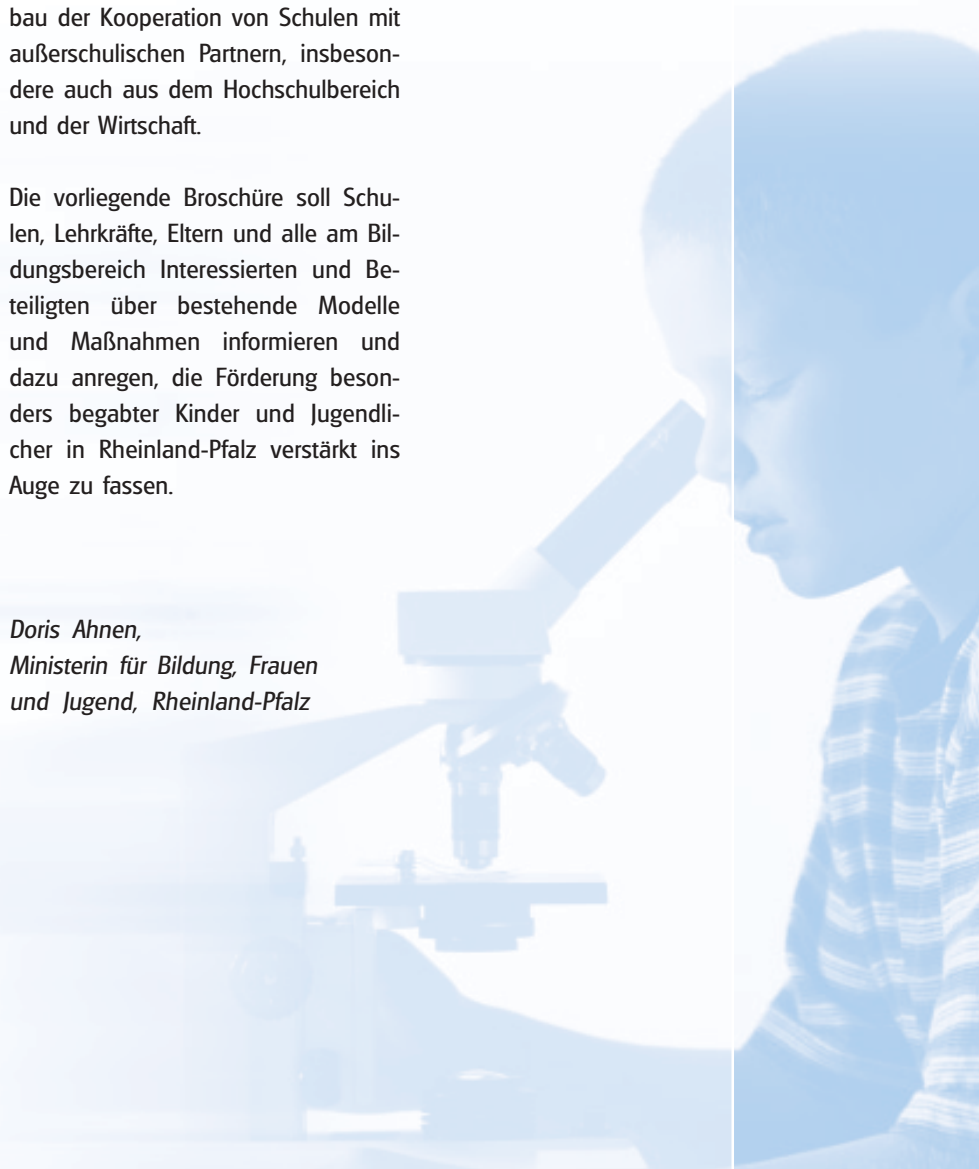 bau der Kooperation von Schulen mit
außerschulischen Partnern, insbeson-
dere auch aus dem Hochschulbereich
und der Wirtschaft.
Die vorliegende Broschüre soll Schu-
len, Lehrkräfte, Eltern und alle am Bil-
dungsbereich Interessierten und Be-
teiligten über bestehende Modelle
und Maßnahmen informieren und
dazu anregen, die Förderung beson-
ders begabter Kinder und Jugendli-
cher in Rheinland-Pfalz verstärkt ins
Auge zu fassen.
Doris Ahnen,
Ministerin für Bildung, Frauen
und Jugend, Rheinland-Pfalz